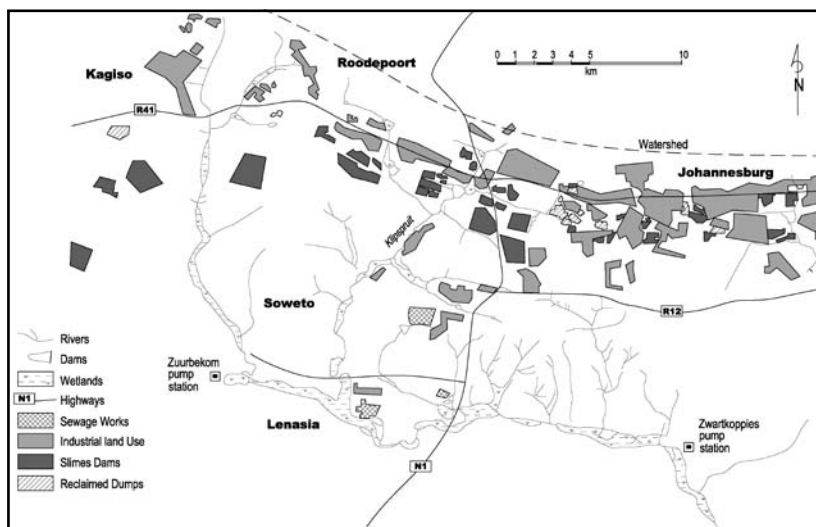 Kagiso
Roodepoort
0 1 2 3 4 5 10
km
N
R41
Watershed
Johannesburg
Klipspruit
Soweto
R12
Rivers
Dams
Wetlands
N1 Highways
Sewage Works
Industrial land Use
Slimes Dams
Reclaimed Dumps
Zuurbekom
pump
station
Lenasia
N1
Zwartkoppies
pump
station